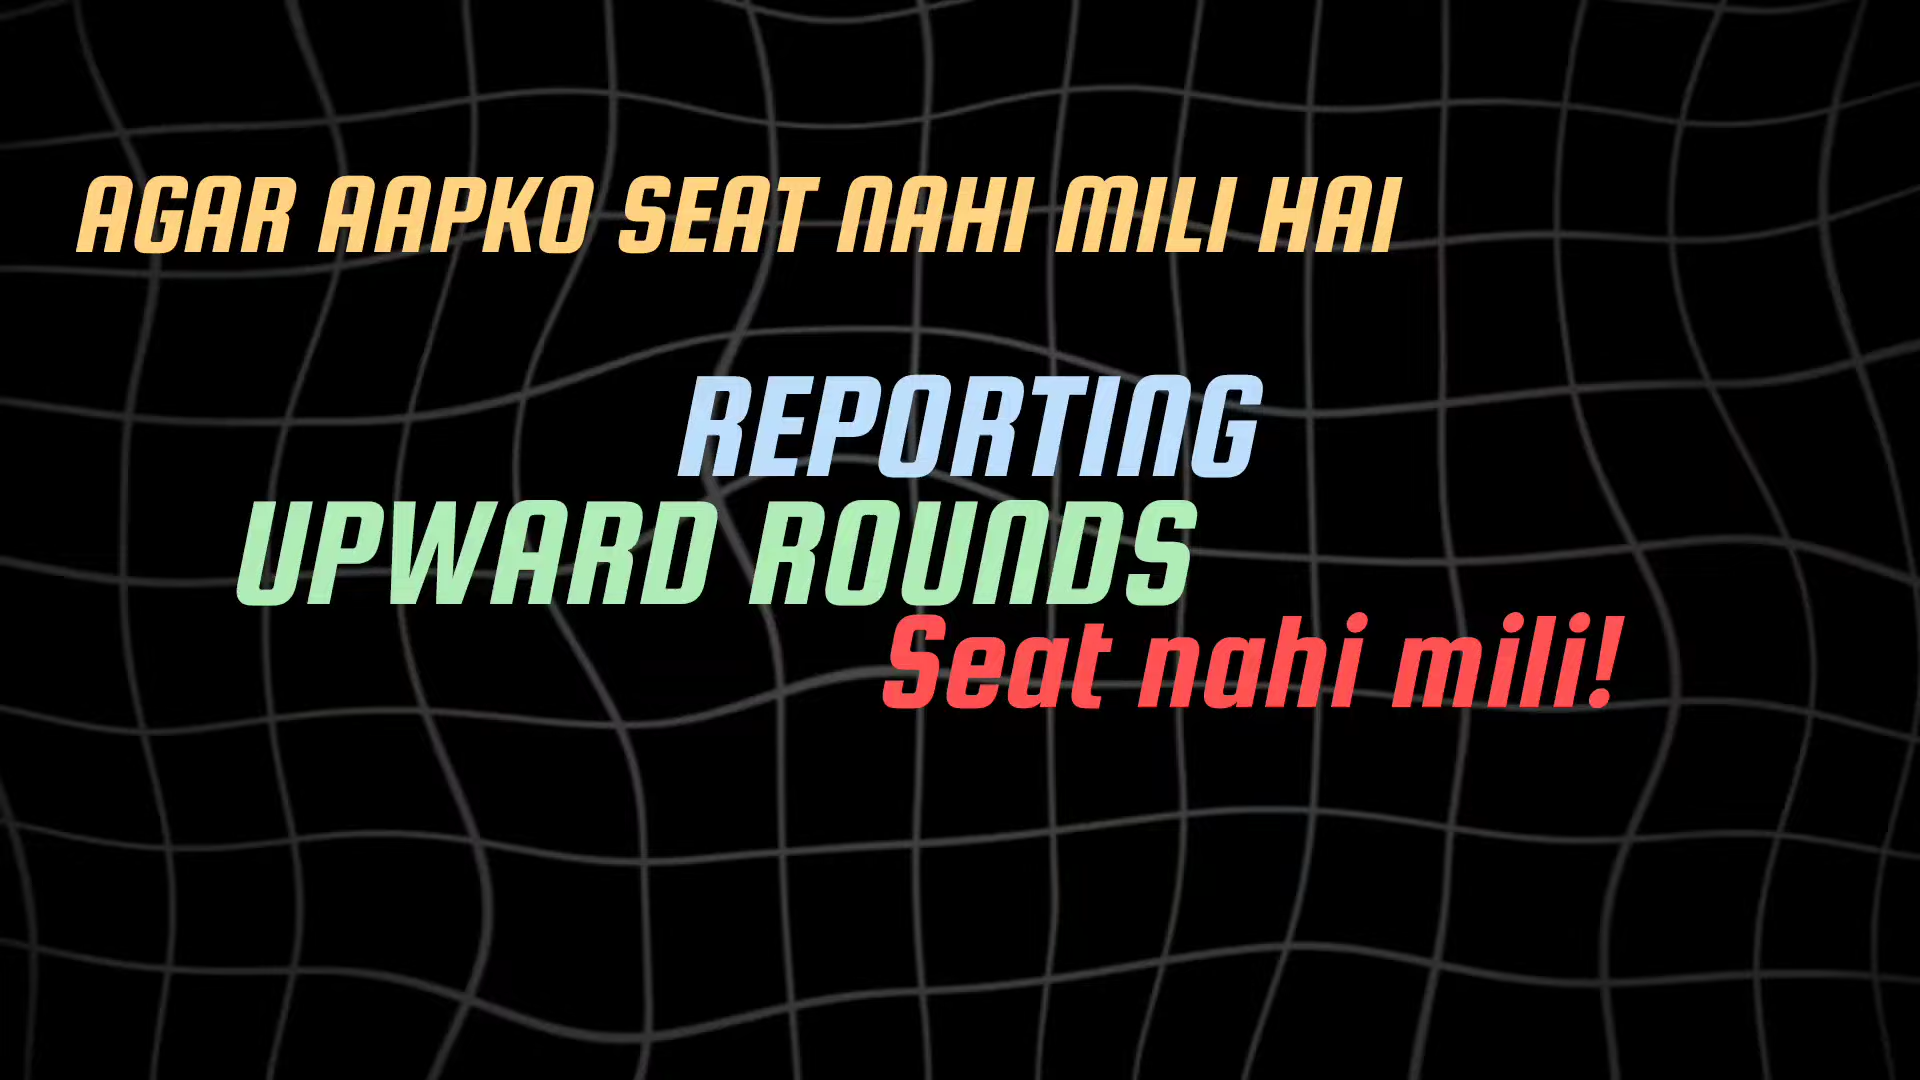 AGAR AAPKO SEAT NAHI MILI HAI
REPORTING
UPWARD ROUNDS
Seat nahi mili!